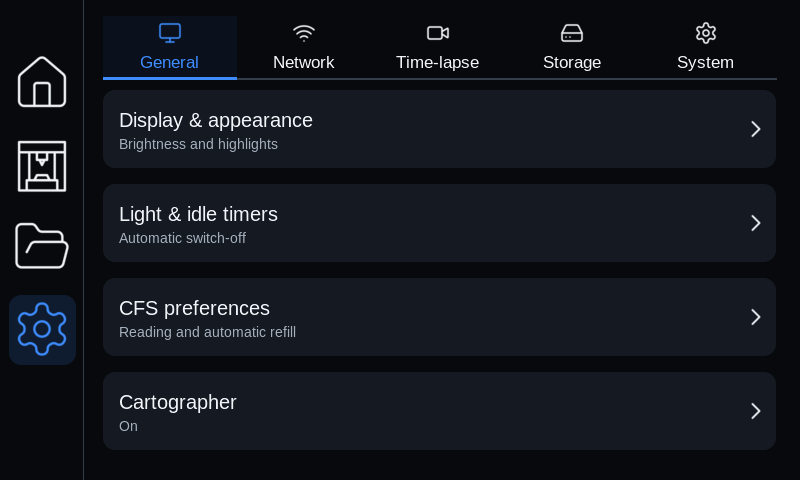 General
Network
Time-lapse
Storage
System
Display & appearance
Brightness and highlights
Light & idle timers
Automatic switch-off
CFS preferences
Reading and automatic refill
Cartographer
On